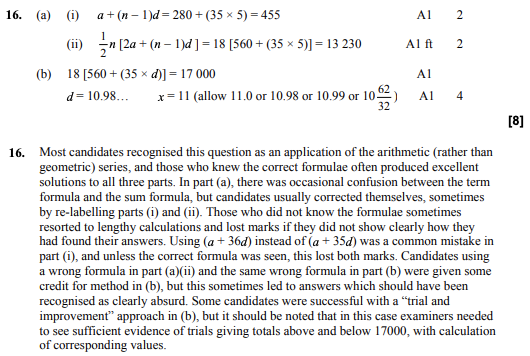 16. (a) (i) a + (n – 1)d = 280 + (35 × 5) = 455 A1 2
(ii) 1/2 n [2a + (n – 1)d ] = 18 [560 + (35 × 5)] = 13 230 A1 ft 2
(b) 18 [560 + (35 × d)] = 17 000 A1
d = 10.98… x = 11 (allow 11.0 or 10.98 or 10.99 or 10 62/32) A1 4
[8]
16. Most candidates recognised this question as an application of the arithmetic (rather than
geometric) series, and those who knew the correct formulae often produced excellent
solutions to all three parts. In part (a), there was occasional confusion between the term
formula and the sum formula, but candidates usually corrected themselves, sometimes
by re-labelling parts (i) and (ii). Those who did not know the formulae sometimes
resorted to lengthy calculations and lost marks if they did not show clearly how they
had found their answers. Using (a + 36d) instead of (a + 35d) was a common mistake in
part (i), and unless the correct formula was seen, this lost both marks. Candidates using
a wrong formula in part (a)(ii) and the same wrong formula in part (b) were given some
credit for method in (b), but this sometimes led to answers which should have been
recognised as clearly absurd. Some candidates were successful with a “trial and
improvement” approach in (b), but it should be noted that in this case examiners needed
to see sufficient evidence of trials giving totals above and below 17000, with calculation
of corresponding values.